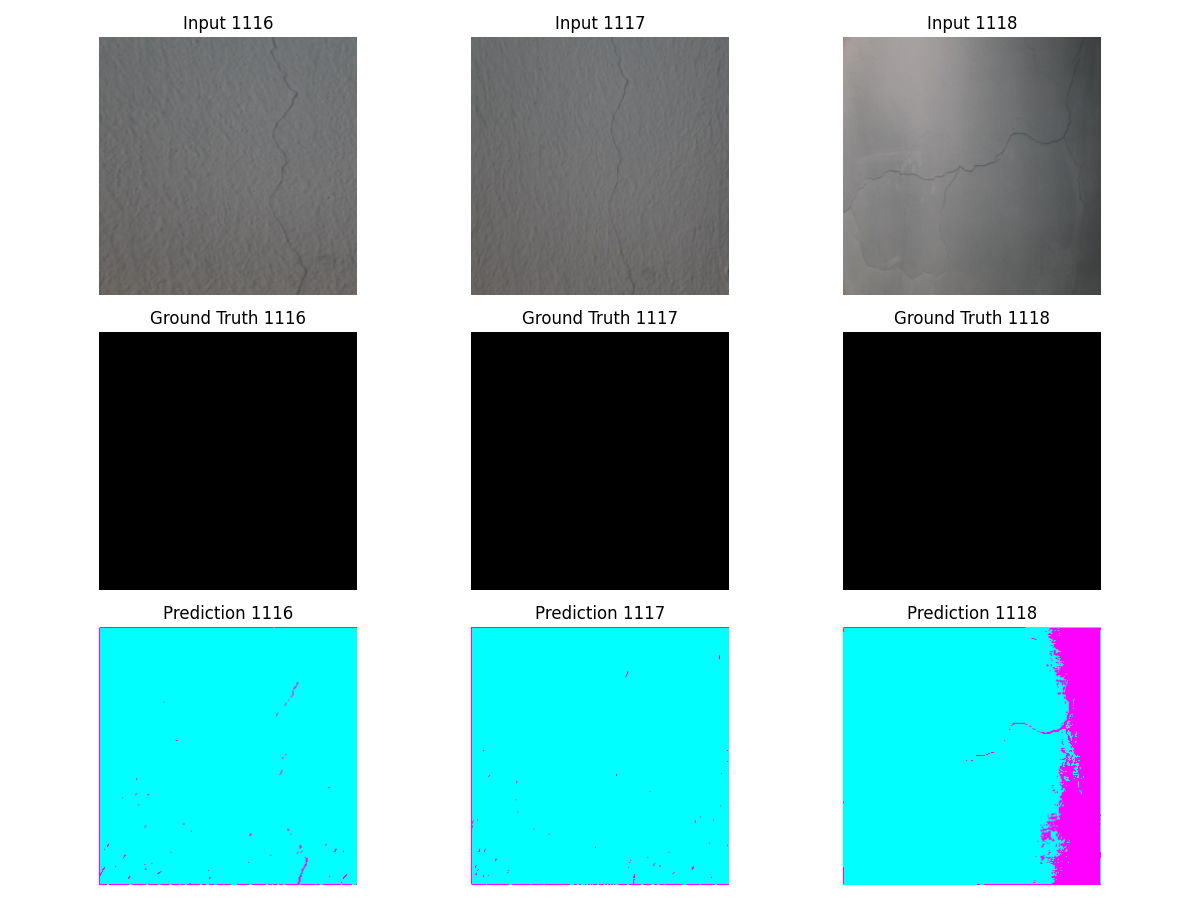 Input 1116
Input 1117
Input 1118
Ground Truth 1116
Ground Truth 1117
Ground Truth 1118
Prediction 1116
Prediction 1117
Prediction 1118